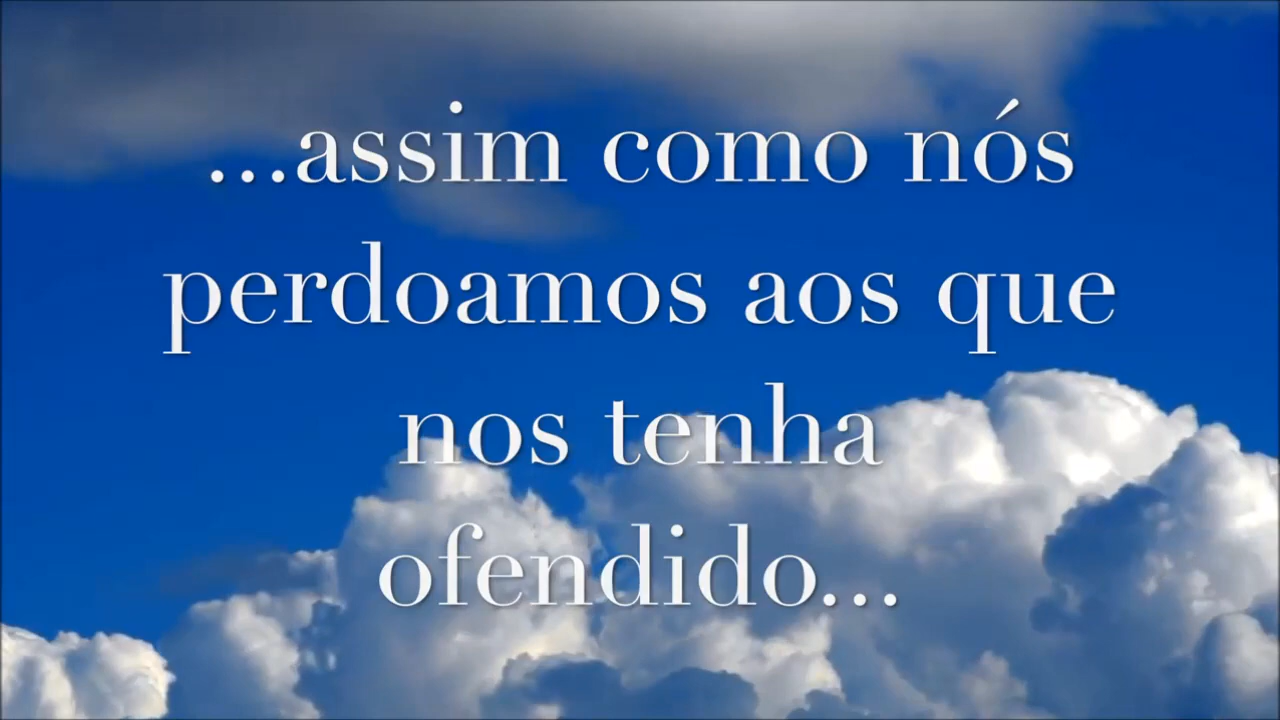 ...assim como nós
perdoamos aos que
nos tenha
ofendido...